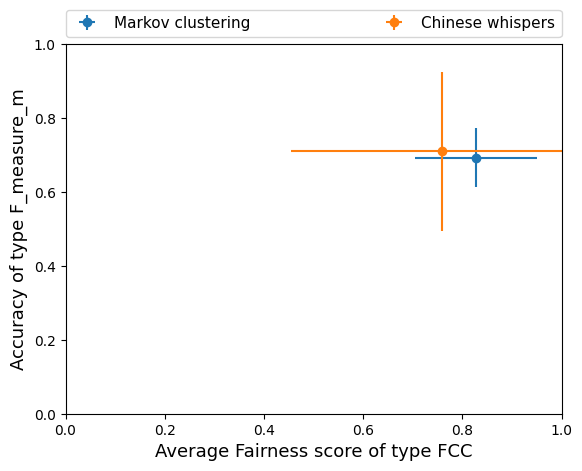 Markov clustering Chinese whispers
1.0
0.8
0.6
0.4
0.2
0.0
Accuracy of type F_measure_m
0.0 0.2 0.4 0.6 0.8 1.0
Average Fairness score of type FCC